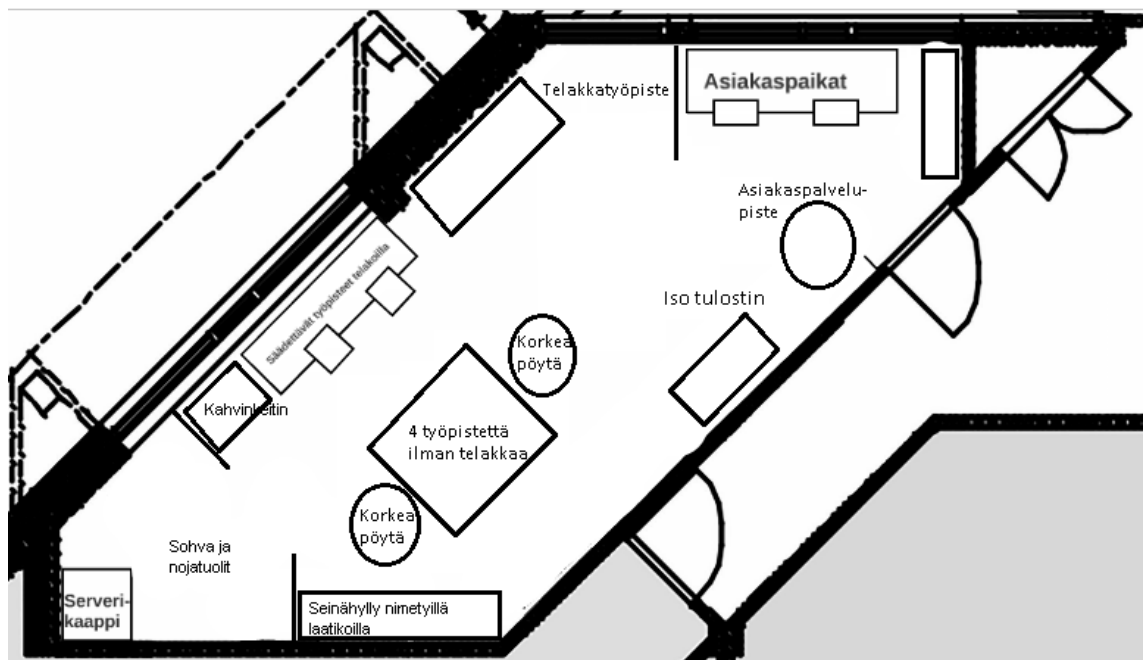 Telakkatyöpiste
Asiakaspaikat
Asiakaspalvelu-
piste
Säädettävät työpisteet telakoilla
Iso tulostin
Korkea
pöytä
Kahvinkeitin
4 työpistettä
ilman telakkaa
Korkea
pöytä
Sohva ja
nojatuolit
Serveri-
kaappi
Seinähylly nimetyillä
laatikoilla